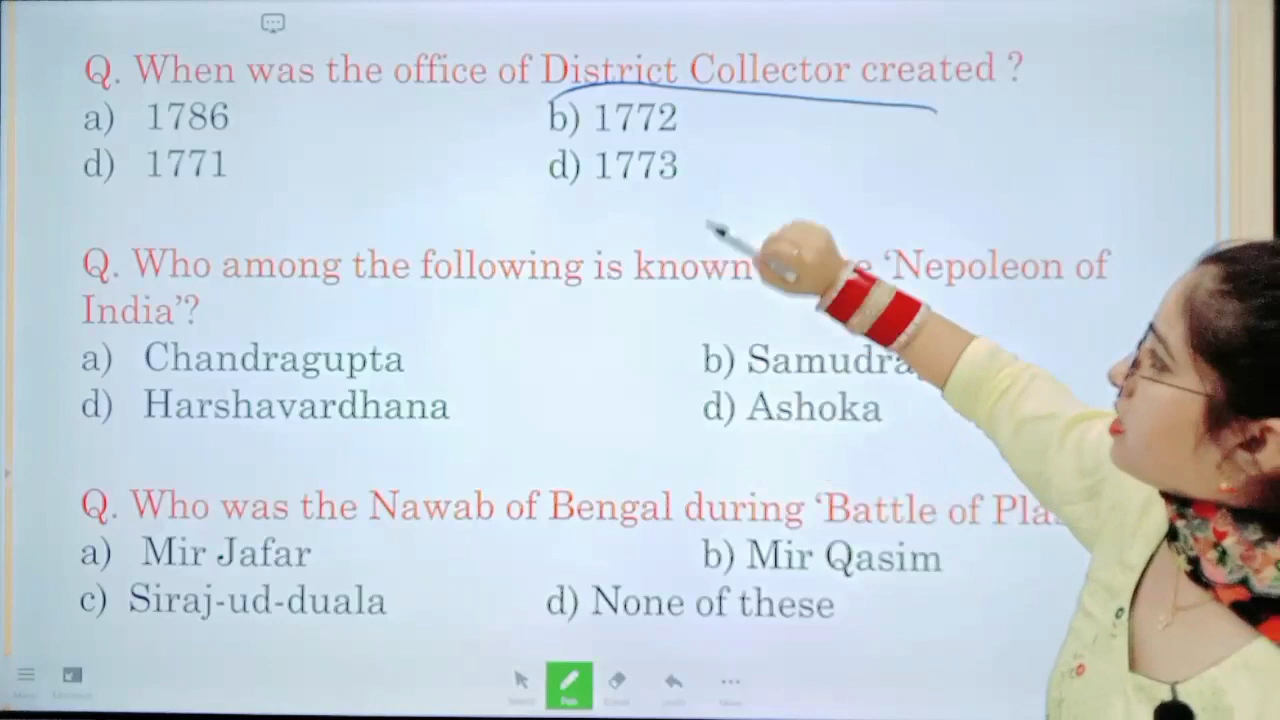 Q. When was the office of District Collector created ?
a) 1786 b) 1772
d) 1771 d) 1773
Q. Who among the following is known 'Nepoleon of
India'?
a) Chandragupta b)
d) Harshavardhana d) Ashoka
Q. Who was the Nawab of Bengal during 'Battle of
a) Mir Jafar b) Mir Qasim
c) Siraj-ud-duala d) None of these